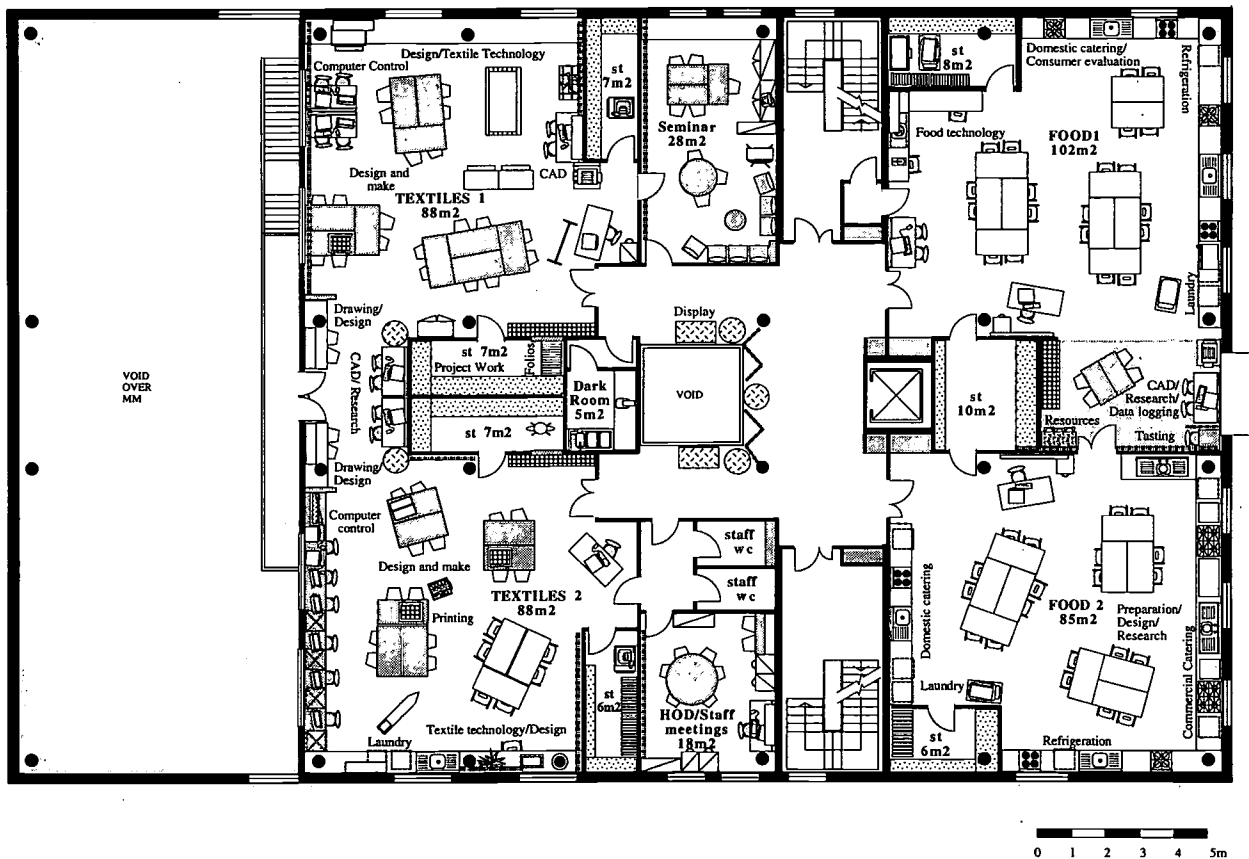 Design/Textile Technology
Computer Control
st
7m2
Seminar
28m2
st
8m2
Domestic catering/
Consumer evaluation
Refrigeration
Food technology
FOOD1
102m2
CAD
Design and
make
TEXTILES 1
88m2
Laundry
Drawing/
Design
Display
CAD/ Research
st 7m2
Project Work
Folios
Dark
Room
5m2
VOID
VOID
OVER
MM
st
10m2
CAD/
Research/
Data logging
Resources
Tasting
st 7m2
Drawing/
Design
Computer
control
Design and make
TEXTILES 2
88m2
Printing
staff
wc
staff
wc
Domestic catering
FOOD 2
85m2
Preparation/
Design/
Research
Commercial Catering
Laundry
st
6m2
HOD/Staff
meetings
18m2
Textile technology/Design
Laundry
st
6m2
Refrigeration
0 1 2 3 4 5m